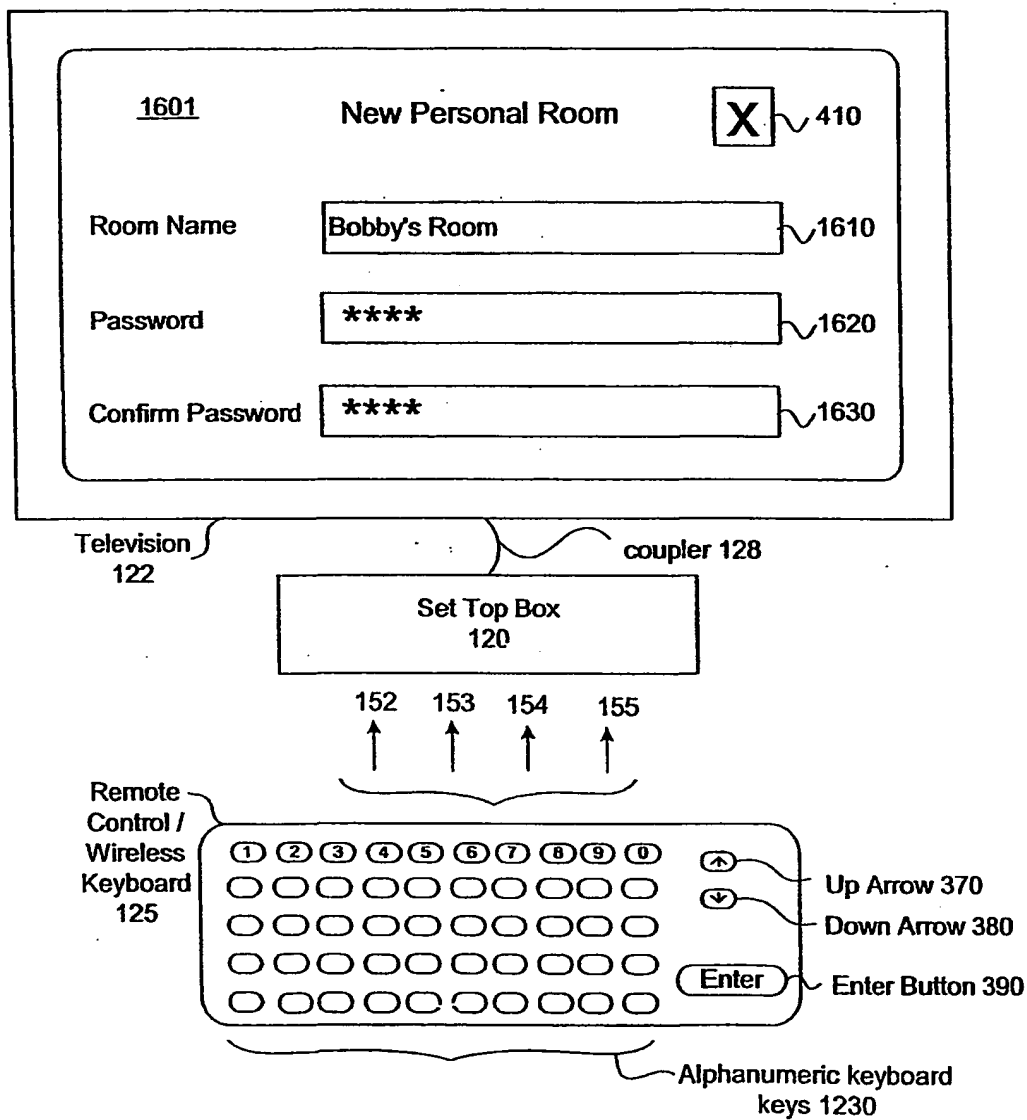 1601 New Personal Room X 410
Room Name Bobby's Room 1610
Password **** 1620
Confirm Password **** 1630
Television
122
coupler 128
Set Top Box
120
152 153 154 155
Remote
Control /
Wireless
Keyboard
125
1 2 3 4 5 6 7 8 9 0
Up Arrow 370
Down Arrow 380
Enter
Enter Button 390
Alphanumeric keyboard
keys 1230